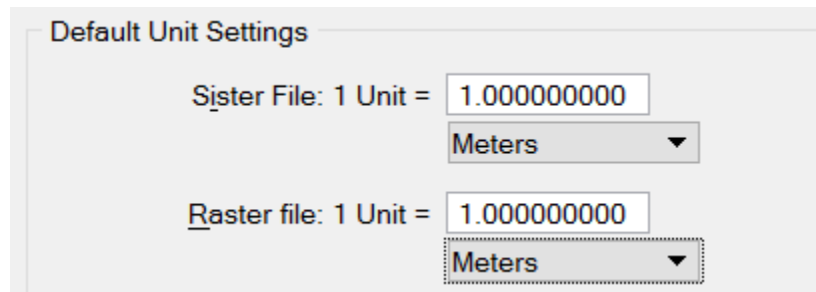 Default Unit Settings
Sister File: 1 Unit = 1.000000000
Meters
Raster file: 1 Unit = 1.000000000
Meters